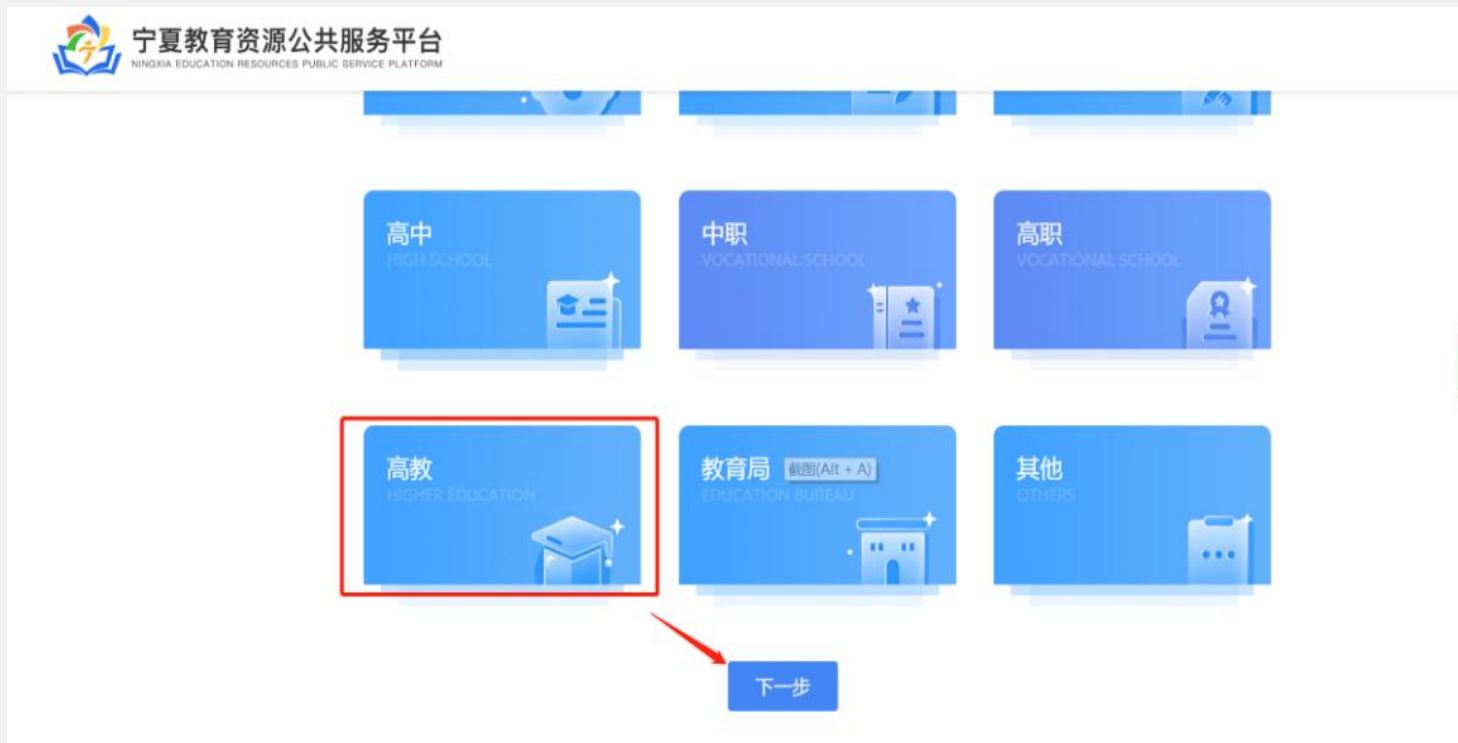 宁夏教育资源公共服务平台
NINGXIA EDUCATION RESOURCES PUBLIC SERVICE PLATFORM
高中
HIGH SCHOOL
中职
VOCATIONAL SCHOOL
高职
VOCATIONAL SCHOOL
高教
HIGHER EDUCATION
教育局
截图(Alt + A)
EDUCATION BUREAU
其他
OTHERS
下一步